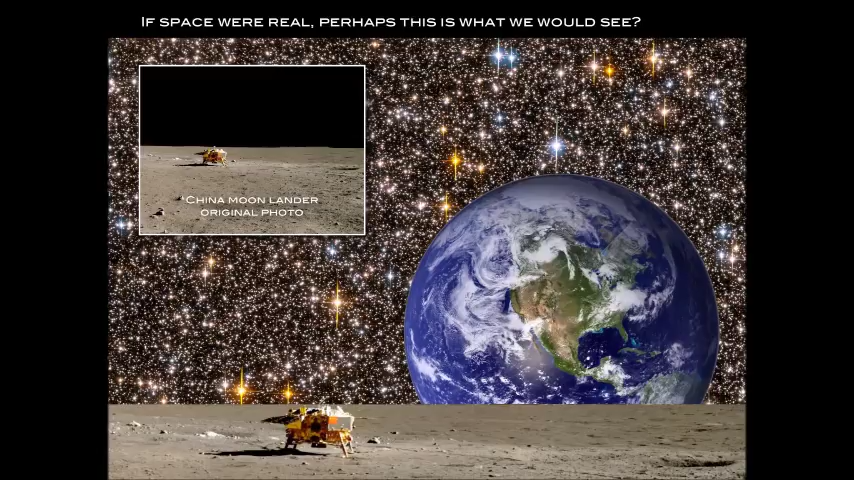 If space were real, perhaps this is what we would see?
*China moon lander
original photo